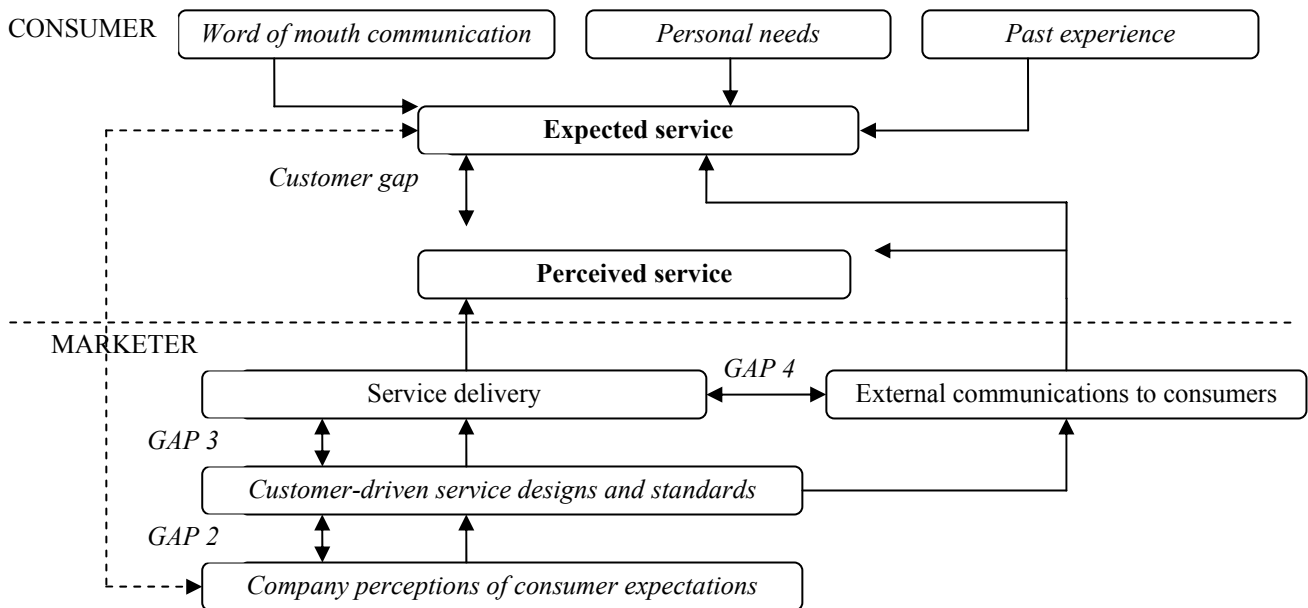 CONSUMER
Word of mouth communication
Personal needs
Past experience
Expected service
Customer gap
Perceived service
MARKETER
GAP 4
Service delivery
External communications to consumers
GAP 3
Customer-driven service designs and standards
GAP 2
Company perceptions of consumer expectations